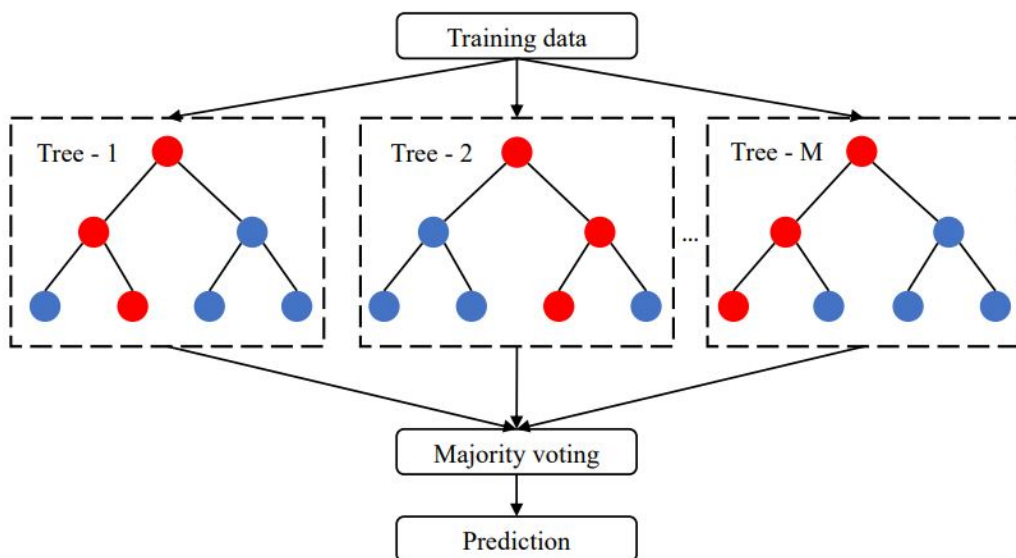 Training data
Tree - 1
Tree - 2
Tree - M
...
Majority voting
Prediction